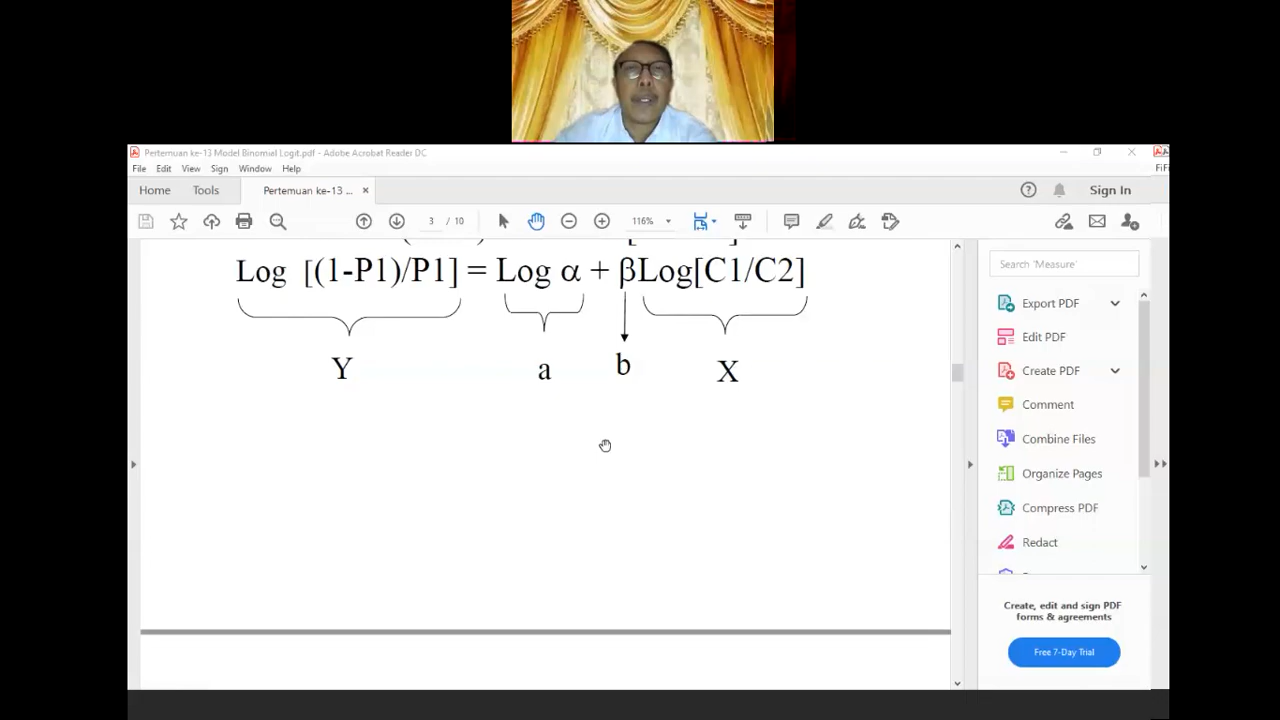 Pertemuan ke-13 Model Binomial Logit.pdf - Adobe Acrobat Reader DC
File Edit View Sign Window Help
Home Tools Pertemuan ke-13 ... × Sign In
3 / 10 116%
FiFi
Log [(1-P1)/P1] = Log α + βLog[C1/C2]
Y a b X
Search 'Measure'
Export PDF
Edit PDF
Create PDF
Comment
Combine Files
Organize Pages
Compress PDF
Redact
Create, edit and sign PDF
forms & agreements
Free 7-Day Trial